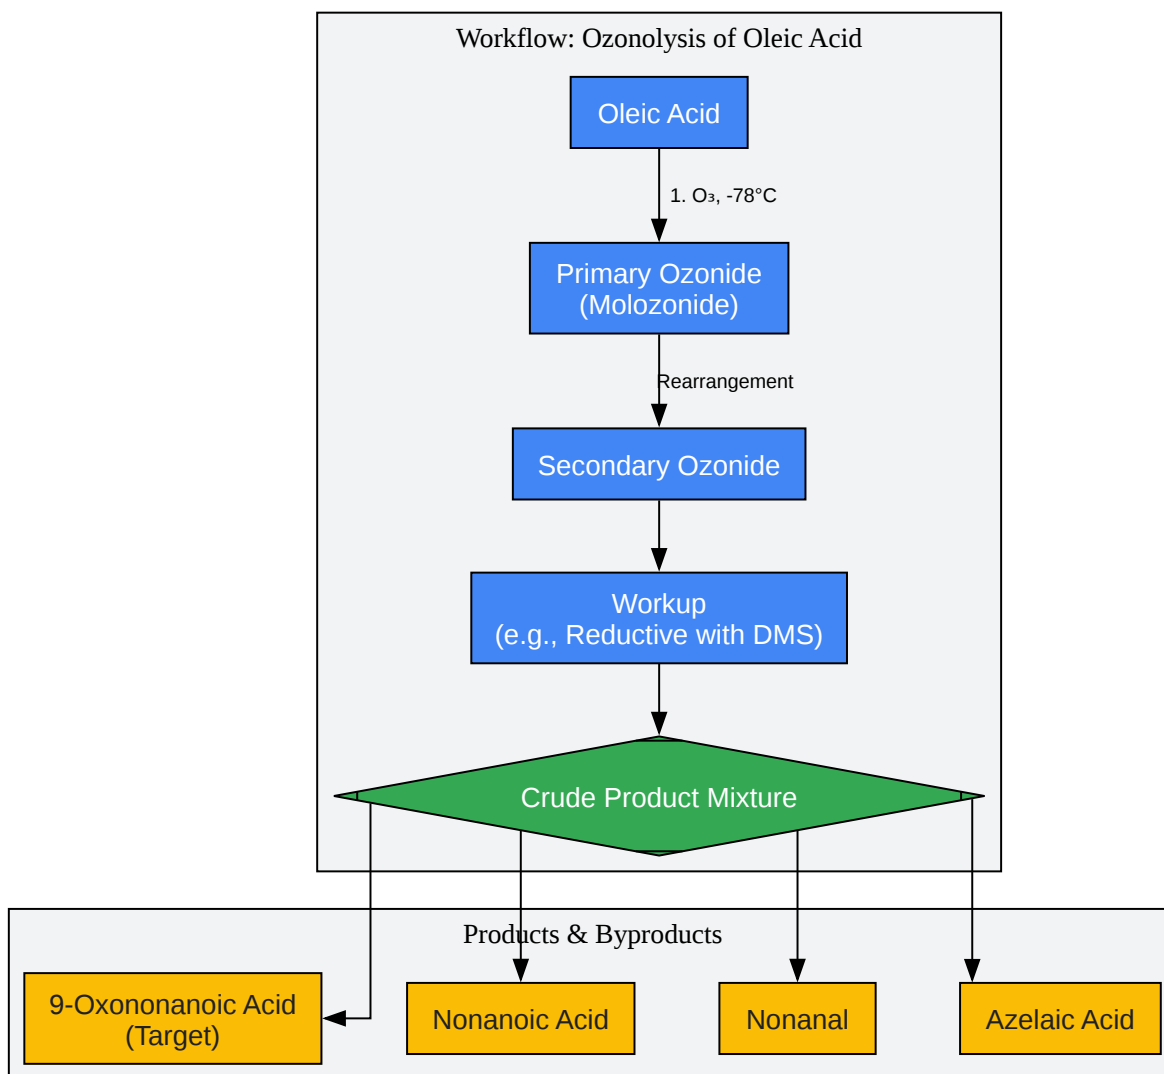 Workflow: Ozonolysis of Oleic Acid
Oleic Acid
1. O₃, -78°C
Primary Ozonide
(Molozonide)
Rearrangement
Secondary Ozonide
Workup
(e.g., Reductive with DMS)
Crude Product Mixture
Products & Byproducts
9-Oxononanoic Acid
(Target)
Nonanoic Acid
Nonanal
Azelaic Acid